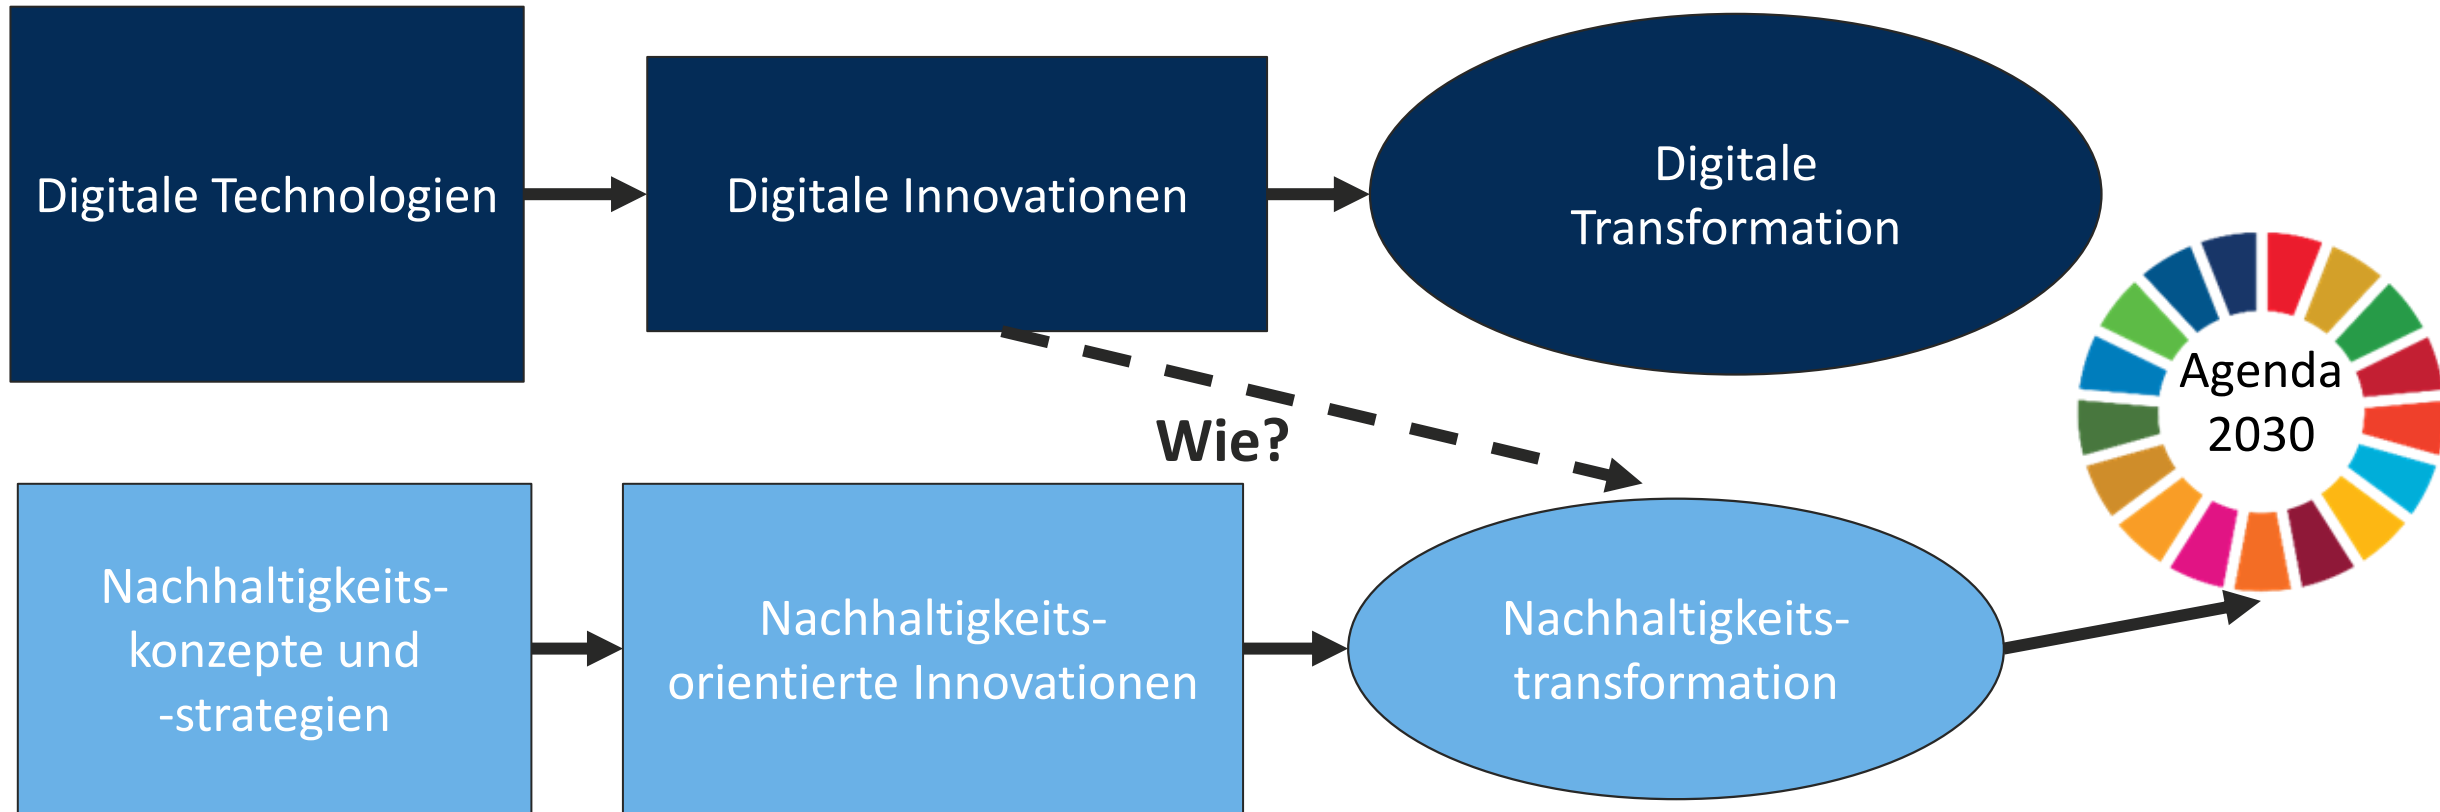 Digitale Technologien
Digitale Innovationen
Digitale
Transformation
Agenda
2030
Wie?
Nachhaltigkeits-
konzepte und
-strategien
Nachhaltigkeits-
orientierte Innovationen
Nachhaltigkeits-
transformation